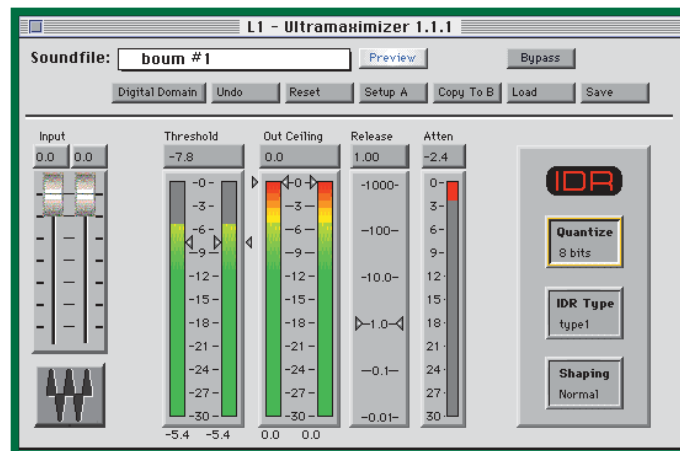 L1 - Ultramaximizer 1.1.1
Soundfile: boum #1 Preview Bypass
Digital Domain Undo Reset Setup A Copy To B Load Save
Input Threshold Out Ceiling Release Atten
0.0 0.0 -7.8 0.0 1.00 -2.4
-0- -0- -1000- 0-
-3- -3- 3-
-6- -6- -100- 6-
-9- -9- 9-
-12- -12- -10.0- 12-
-15- -15- 15-
-18- -18- -1.0- 18-
-21- -21- 21-
-24- -24- -0.1- 24-
-27- -27- 27-
-30- -30- -0.01- 30-
-5.4 -5.4 0.0 0.0
IDR
Quantize
8 bits
IDR Type
type1
Shaping
Normal